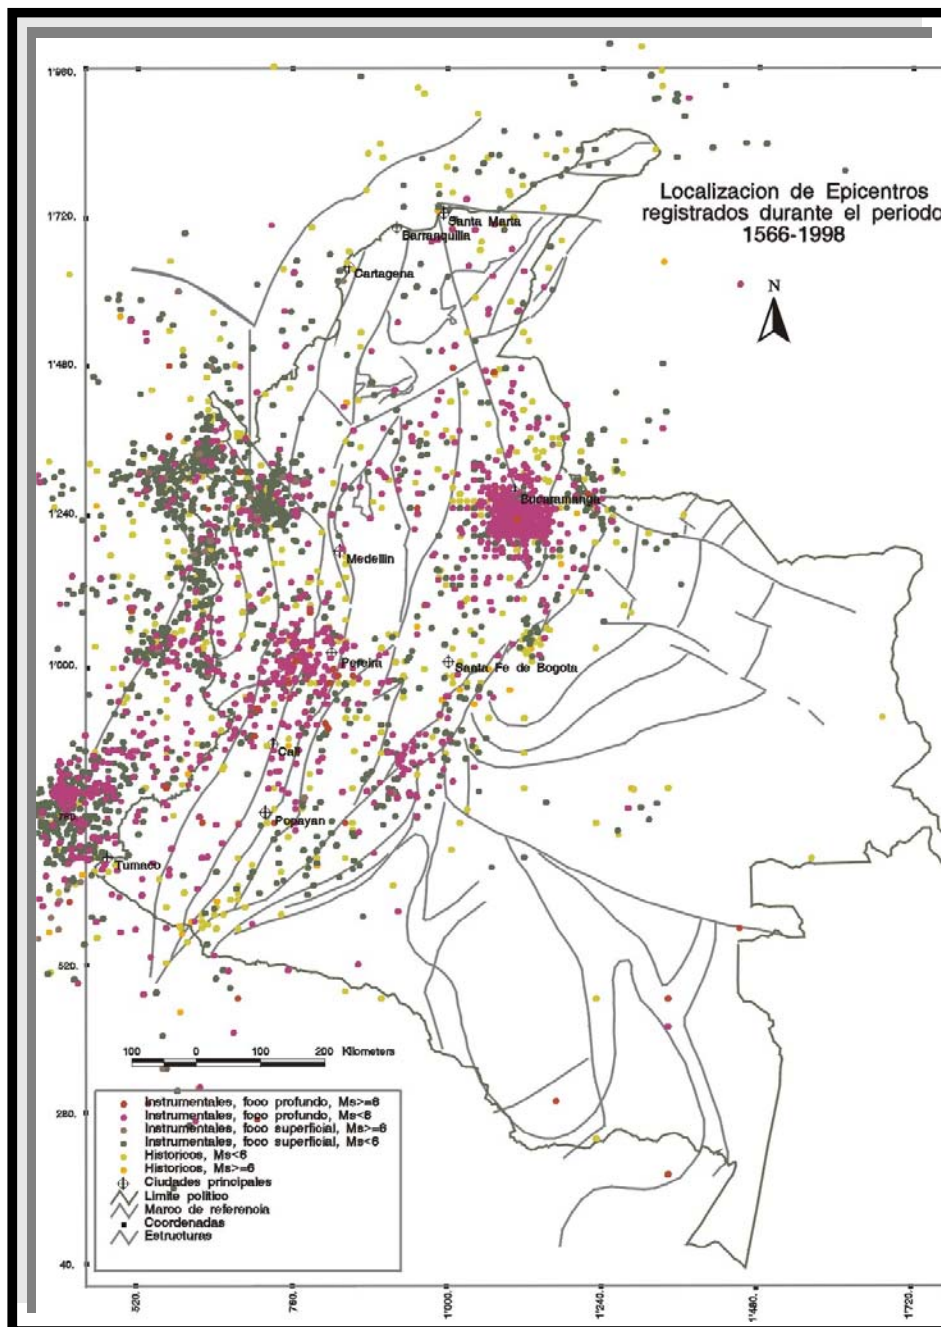 1'960.
Localizacion de Epicentros
registrados durante el periodo
1566-1998
1'720.
Santa Marta
Barranquilla
Cartagena
N
1'480.
Bucaramanga
1'240.
Medellin
1'000.
Pereira
Santa Fe de Bogota
Cali
760.
Popayan
Tumaco
520.
100 0 100 200 Kilometers
280.
Instrumentales, foco profundo, Ms>=6
Instrumentales, foco profundo, Ms<6
Instrumentales, foco superficial, Ms>=6
Instrumentales, foco superficial, Ms<6
Historicos, Ms<6
Historicos, Ms>=6
Ciudades principales
Limite politico
Marco de referencia
Coordenadas
Estructuras
40.
520. 760. 1'000. 1'240. 1'480. 1'720.